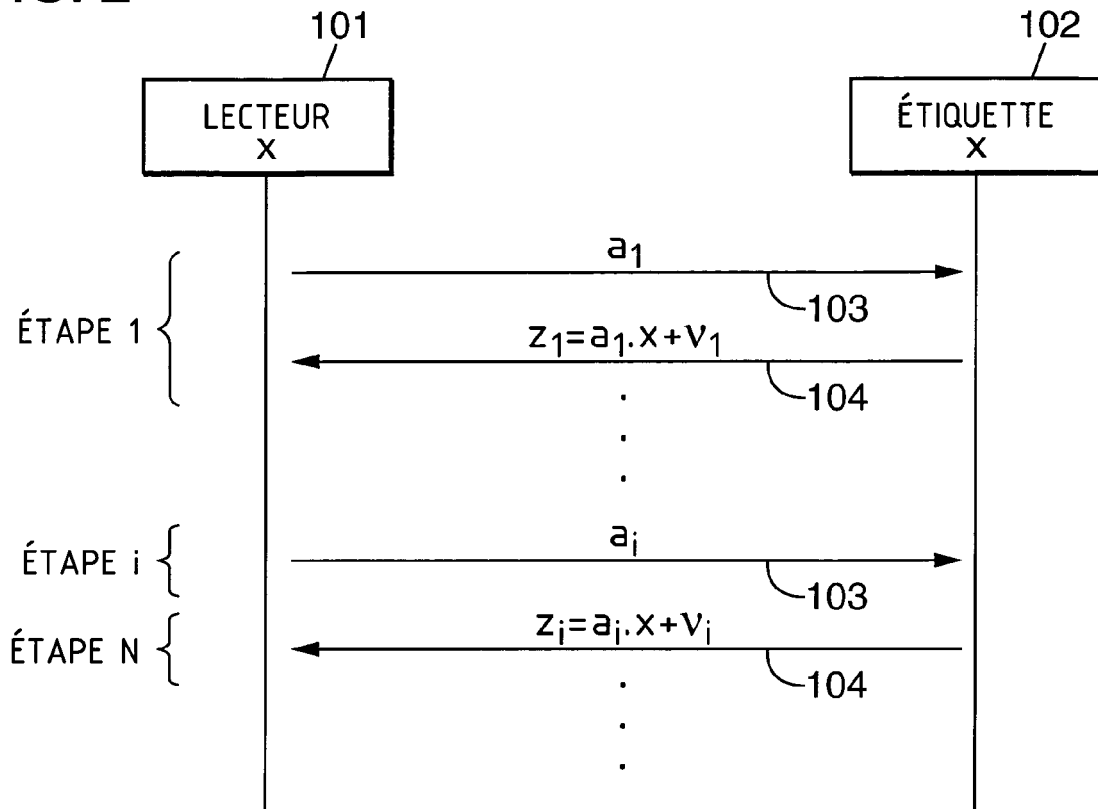 101
102
LECTEUR
x
ÉTIQUETTE
x
a₁
103
ÉTAPE 1
z₁=a₁.x+ν₁
104
.
.
.
aᵢ
ÉTAPE i
103
zᵢ=aᵢ.x+νᵢ
ÉTAPE N
104
.
.
.